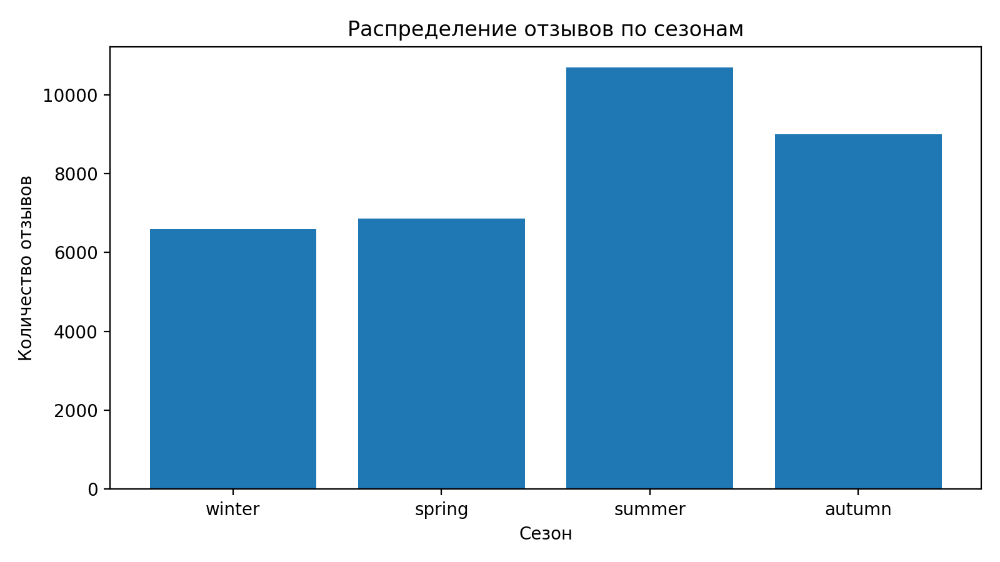 Распределение отзывов по сезонам
Количество отзывов
10000
8000
6000
4000
2000
0
winter spring summer autumn
Сезон